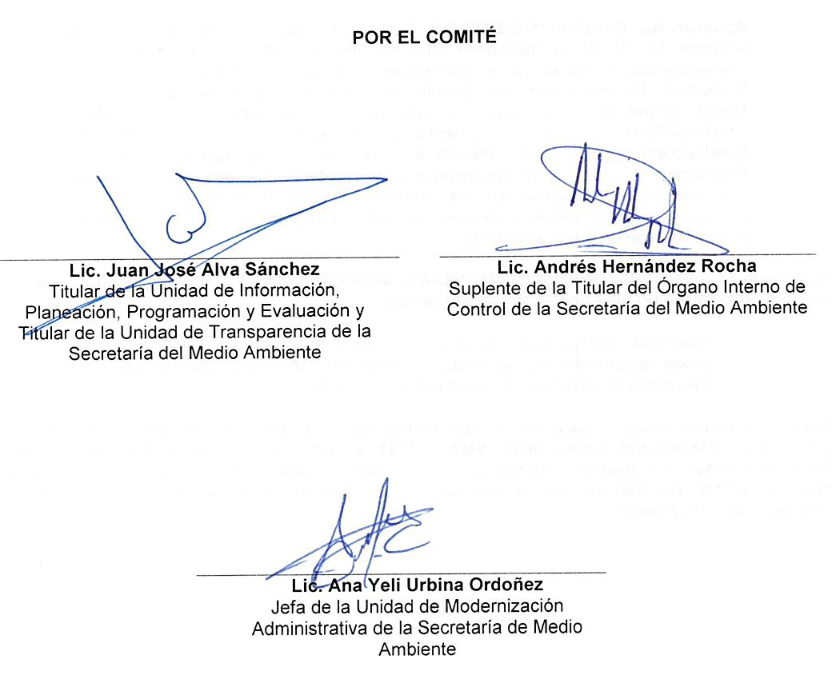 POR EL COMITÉ
Lic. Juan José Alva Sánchez
Titular de la Unidad de Información,
Planeación, Programación y Evaluación y
Titular de la Unidad de Transparencia de la
Secretaría del Medio Ambiente
Lic. Andrés Hernández Rocha
Suplente de la Titular del Órgano Interno de
Control de la Secretaría del Medio Ambiente
Lic. Ana Yeli Urbina Ordoñez
Jefa de la Unidad de Modernización
Administrativa de la Secretaría de Medio
Ambiente